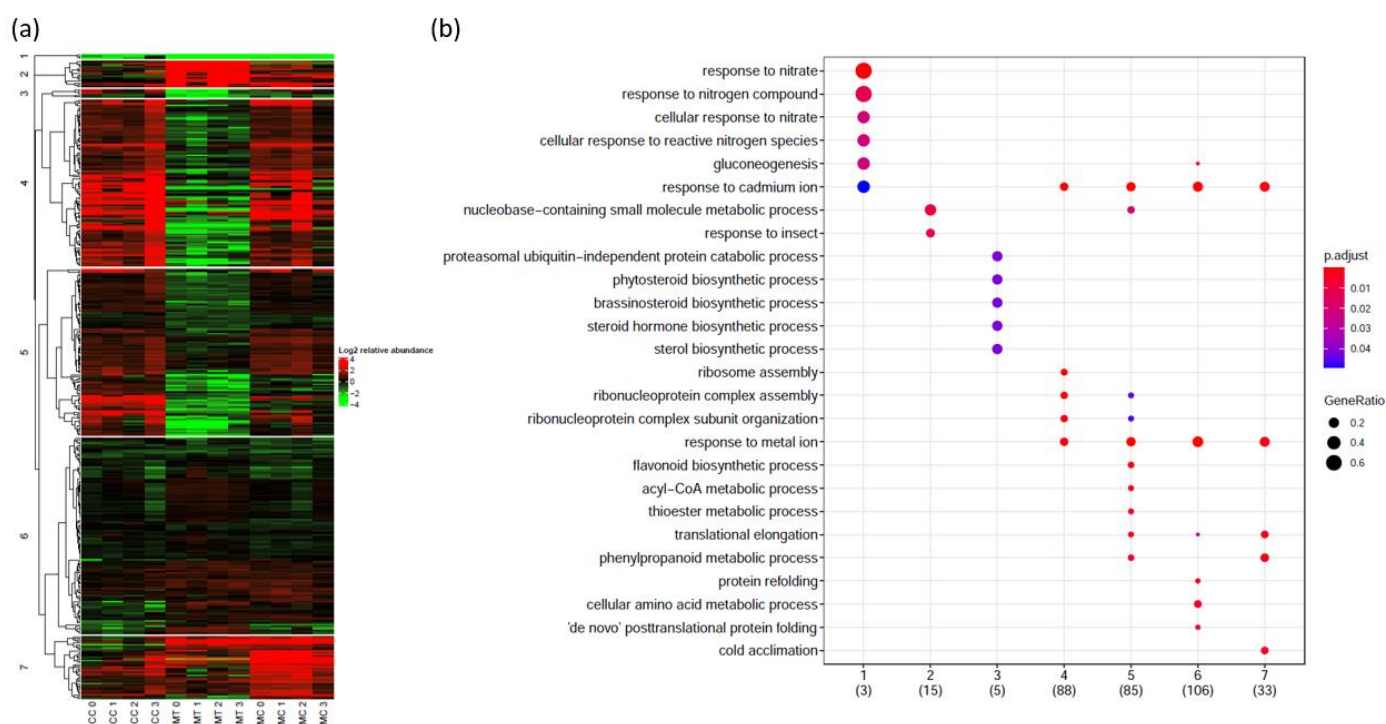 (a)
1
2
3
4
5
6
7
Log2 relative abundance
4
2
0
−2
−4
CC 0
CC 1
CC 2
CC 3
MT 0
MT 1
MT 2
MT 3
MC 0
MC 1
MC 2
MC 3
(b)
response to nitrate
response to nitrogen compound
cellular response to nitrate
cellular response to reactive nitrogen species
gluconeogenesis
response to cadmium ion
nucleobase−containing small molecule metabolic process
response to insect
proteasomal ubiquitin−independent protein catabolic process
phytosteroid biosynthetic process
brassinosteroid biosynthetic process
steroid hormone biosynthetic process
sterol biosynthetic process
ribosome assembly
ribonucleoprotein complex assembly
ribonucleoprotein complex subunit organization
response to metal ion
flavonoid biosynthetic process
acyl−CoA metabolic process
thioester metabolic process
translational elongation
phenylpropanoid metabolic process
protein refolding
cellular amino acid metabolic process
'de novo' posttranslational protein folding
cold acclimation
1 2 3 4 5 6 7
(3) (15) (5) (88) (85) (106) (33)
p.adjust
0.01
0.02
0.03
0.04
GeneRatio
0.2
0.4
0.6